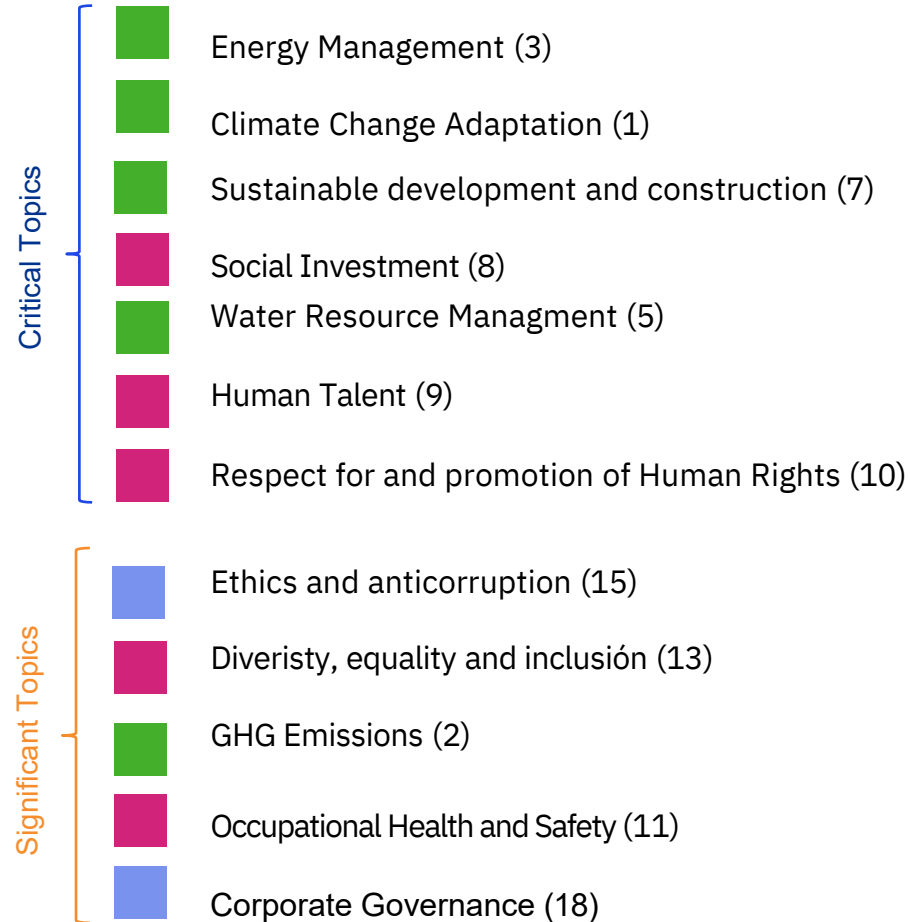 Critical Topics
Energy Management (3)
Climate Change Adaptation (1)
Sustainable development and construction (7)
Social Investment (8)
Water Resource Managment (5)
Human Talent (9)
Respect for and promotion of Human Rights (10)
Significant Topics
Ethics and anticorruption (15)
Diveristy, equality and inclusión (13)
GHG Emissions (2)
Occupational Health and Safety (11)
Corporate Governance (18)